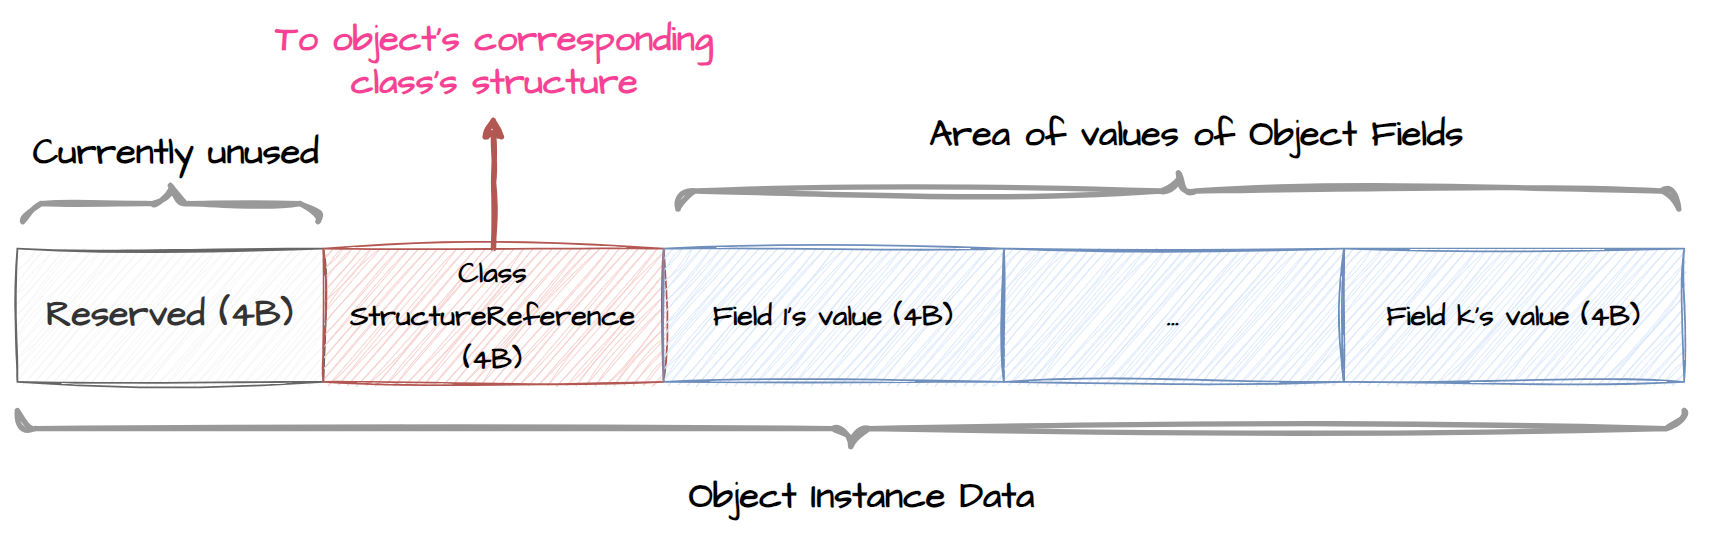 To object's corresponding
class's structure
Currently unused
Area of values of Object Fields
Reserved (4B)
Class
StructureReference
(4B)
Field 1's value (4B)
...
Field k's value (4B)
Object Instance Data